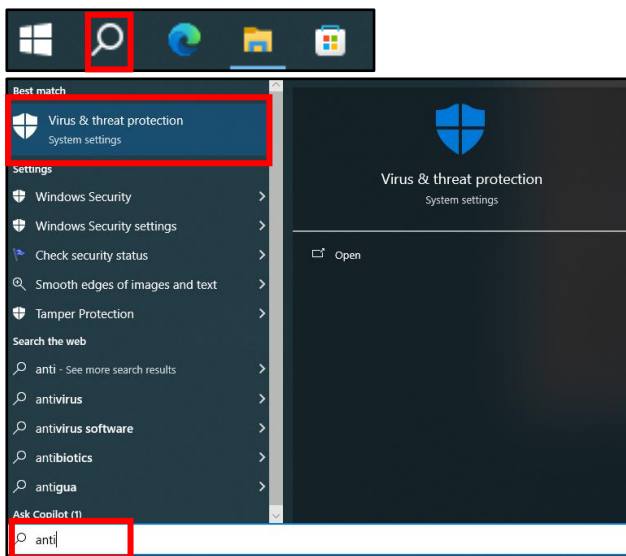 Best match
Virus & threat protection
System settings
Settings
Windows Security
Windows Security settings
Check security status
Smooth edges of images and text
Tamper Protection
Search the web
anti - See more search results
antivirus
antivirus software
antibiotics
antigua
Ask Copilot (1)
anti
Virus & threat protection
System settings
Open